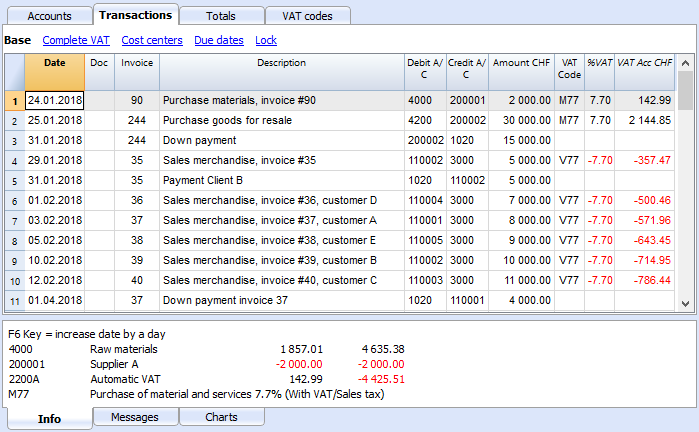 Accounts Transactions Totals VAT codes
Base Complete VAT Cost centers Due dates Lock
Date Doc Invoice Description Debit A/C Credit A/C Amount CHF VAT Code %VAT VAT Acc CHF
1 24.01.2018 90 Purchase materials, invoice #90 4000 200001 2 000.00 M77 7.70 142.99
2 25.01.2018 244 Purchase goods for resale 4200 200002 30 000.00 M77 7.70 2 144.85
3 31.01.2018 244 Down payment 200002 1020 15 000.00
4 29.01.2018 35 Sales merchandise, invoice #35 110002 3000 5 000.00 V77 -7.70 -357.47
5 31.01.2018 35 Payment Client B 1020 110002 5 000.00
6 01.02.2018 36 Sales merchandise, invoice #36, customer D 110004 3000 7 000.00 V77 -7.70 -500.46
7 03.02.2018 37 Sales merchandise, invoice #37, customer A 110001 3000 8 000.00 V77 -7.70 -571.96
8 05.02.2018 38 Sales merchandise, invoice #38, customer E 110005 3000 9 000.00 V77 -7.70 -643.45
9 10.02.2018 39 Sales merchandise, invoice #39, customer B 110002 3000 10 000.00 V77 -7.70 -714.95
10 12.02.2018 40 Sales merchandise, invoice #40, customer C 110003 3000 11 000.00 V77 -7.70 -786.44
11 01.04.2018 37 Down payment invoice 37 1020 110001 4 000.00
F6 Key = increase date by a day
4000 Raw materials 1 857.01 4 635.38
200001 Supplier A -2 000.00 -2 000.00
2200A Automatic VAT 142.99 -4 425.51
M77 Purchase of material and services 7.7% (With VAT/Sales tax)
Info Messages Charts